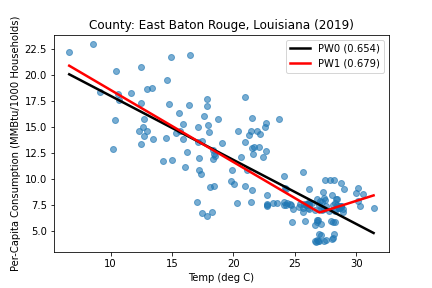 County: East Baton Rouge, Louisiana (2019)
Per-Capita Consumption (MMBtu/1000 Households)
22.5
20.0
17.5
15.0
12.5
10.0
7.5
5.0
PW0 (0.654)
PW1 (0.679)
10 15 20 25 30
Temp (deg C)